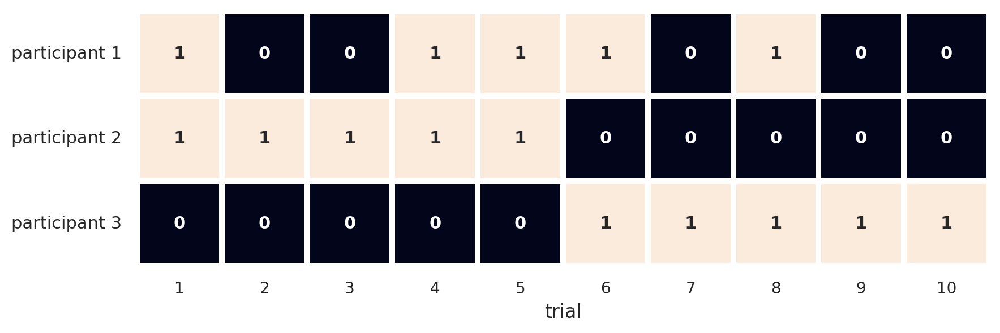 participant 1 1 0 0 1 1 1 0 1 0 0
participant 2 1 1 1 1 1 0 0 0 0 0
participant 3 0 0 0 0 0 1 1 1 1 1
1 2 3 4 5 6 7 8 9 10
trial